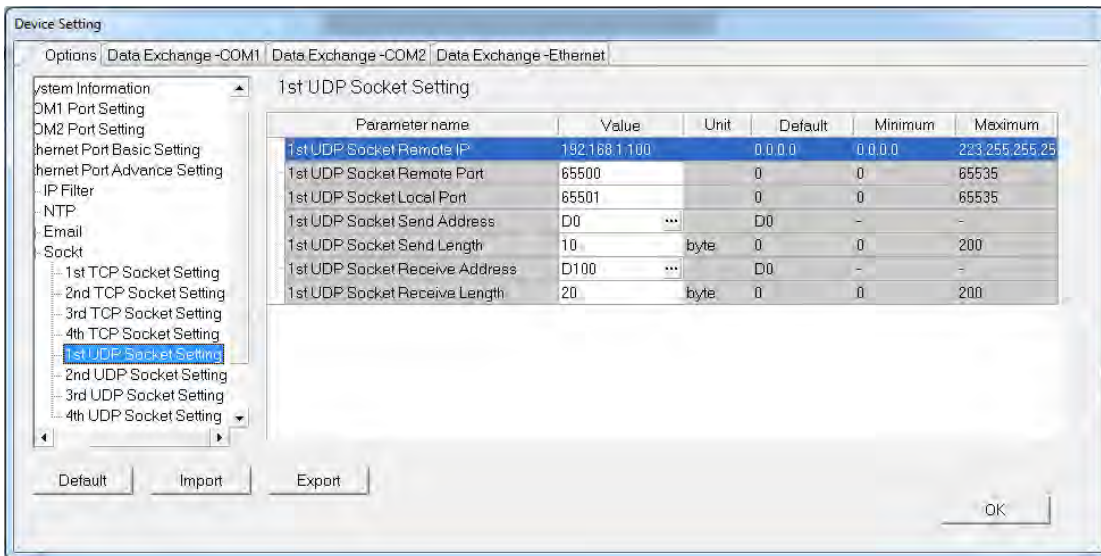 Device Setting
Options Data Exchange -COM1 Data Exchange -COM2 Data Exchange -Ethernet
ystem Information
OM1 Port Setting
OM2 Port Setting
hernet Port Basic Setting
hernet Port Advance Setting
IP Filter
NTP
Email
Sockt
1st TCP Socket Setting
2nd TCP Socket Setting
3rd TCP Socket Setting
4th TCP Socket Setting
1st UDP Socket Setting
2nd UDP Socket Setting
3rd UDP Socket Setting
4th UDP Socket Setting
1st UDP Socket Setting
Parameter name Value Unit Default Minimum Maximum
1st UDP Socket Remote IP 192.168.1.100 0.0.0.0 0.0.0.0 223.255.255.25
1st UDP Socket Remote Port 65500 0 0 65535
1st UDP Socket Local Port 65501 0 0 65535
1st UDP Socket Send Address D0 ... D0 - -
1st UDP Socket Send Length 10 byte 0 0 200
1st UDP Socket Receive Address D100 ... D0 - -
1st UDP Socket Receive Length 20 byte 0 0 200
Default Import Export
OK